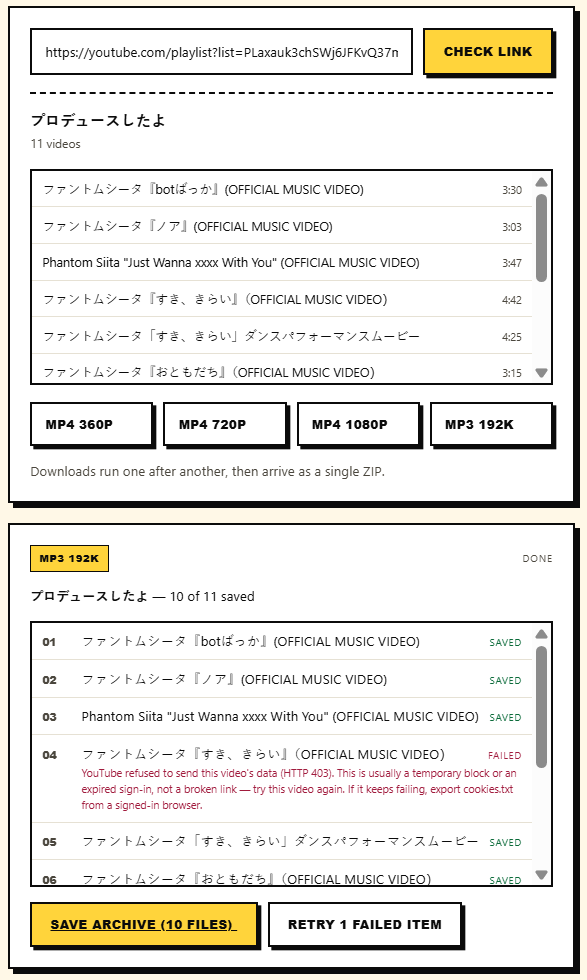 https://youtube.com/playlist?list=PLaxauk3chSWj6JFKvQ37n
CHECK LINK
プロデュースしたよ
11 videos
ファントムシータ『botばっか』(OFFICIAL MUSIC VIDEO) 3:30
ファントムシータ『ノア』(OFFICIAL MUSIC VIDEO) 3:03
Phantom Siita "Just Wanna xxxx With You" (OFFICIAL MUSIC VIDEO) 3:47
ファントムシータ『すき、きらい』（OFFICIAL MUSIC VIDEO） 4:42
ファントムシータ「すき、きらい」ダンスパフォーマンスムービー 4:25
ファントムシータ『おともだち』（OFFICIAL MUSIC VIDEO) 3:15
MP4 360P MP4 720P MP4 1080P MP3 192K
Downloads run one after another, then arrive as a single ZIP.
MP3 192K DONE
プロデュースしたよ — 10 of 11 saved
01 ファントムシータ『botばっか』(OFFICIAL MUSIC VIDEO) SAVED
02 ファントムシータ『ノア』(OFFICIAL MUSIC VIDEO) SAVED
03 Phantom Siita "Just Wanna xxxx With You" (OFFICIAL MUSIC VIDEO) SAVED
04 ファントムシータ『すき、きらい』（OFFICIAL MUSIC VIDEO） FAILED
YouTube refused to send this video's data (HTTP 403). This is usually a temporary block or an
expired sign-in, not a broken link — try this video again. If it keeps failing, export cookies.txt
from a signed-in browser.
05 ファントムシータ「すき、きらい」ダンスパフォーマンスムービー SAVED
06 ファントムシータ『おともだち』（OFFICIAL MUSIC VIDEO) SAVED
SAVE ARCHIVE (10 FILES) RETRY 1 FAILED ITEM